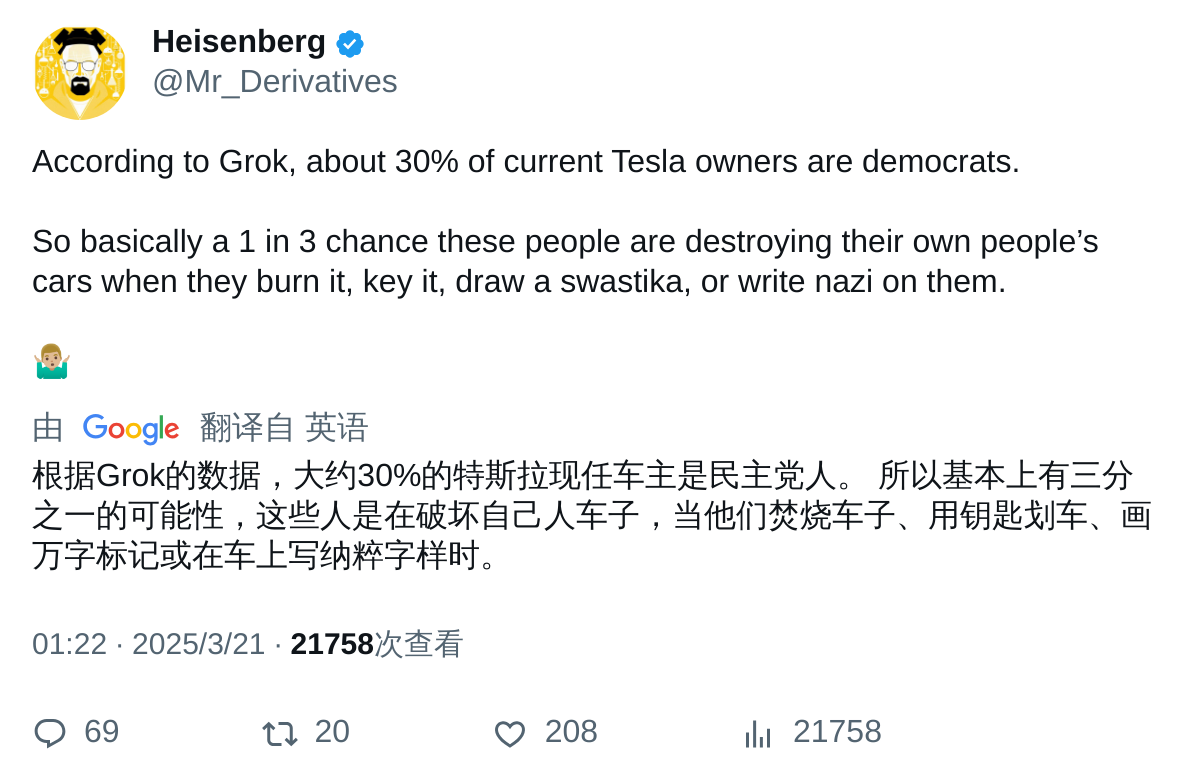 Heisenberg
@Mr_Derivatives
According to Grok, about 30% of current Tesla owners are democrats.
So basically a 1 in 3 chance these people are destroying their own people’s
cars when they burn it, key it, draw a swastika, or write nazi on them.
🤷🏼‍♂️
由 Google 翻译自 英语
根据Grok的数据，大约30%的特斯拉现任车主是民主党人。 所以基本上有三分
之一的可能性，这些人是在破坏自己人车子，当他们焚烧车子、用钥匙划车、画
万字标记或在车上写纳粹字样时。
01:22 · 2025/3/21 · 21758次查看
69 20 208 21758